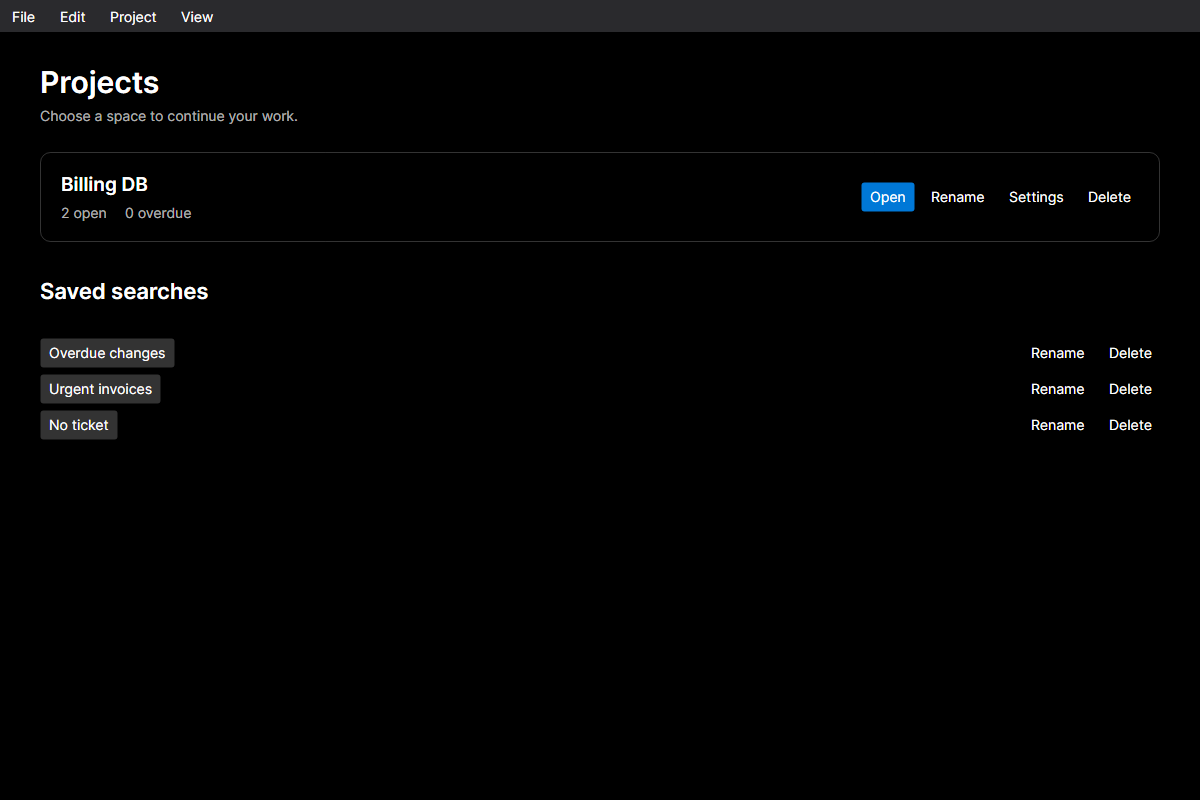 File Edit Project View
Projects
Choose a space to continue your work.
Billing DB
2 open 0 overdue
Open Rename Settings Delete
Saved searches
Overdue changes Rename Delete
Urgent invoices Rename Delete
No ticket Rename Delete